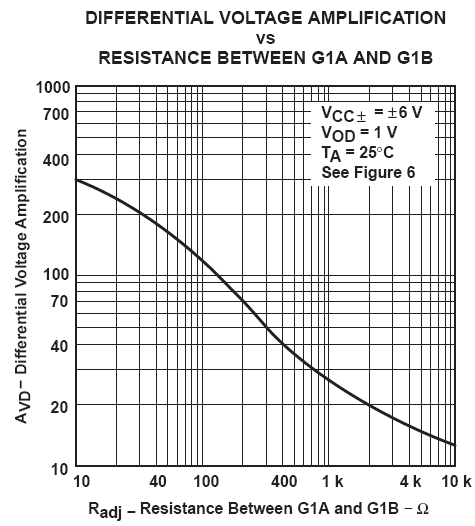 DIFFERENTIAL VOLTAGE AMPLIFICATION
vs
RESISTANCE BETWEEN G1A AND G1B
1000
700
400
200
100
70
40
20
10
AVD – Differential Voltage Amplification
VCC± = ±6 V
VOD = 1 V
TA = 25°C
See Figure 6
10 40 100 400 1 k 4 k 10 k
Radj – Resistance Between G1A and G1B – Ω